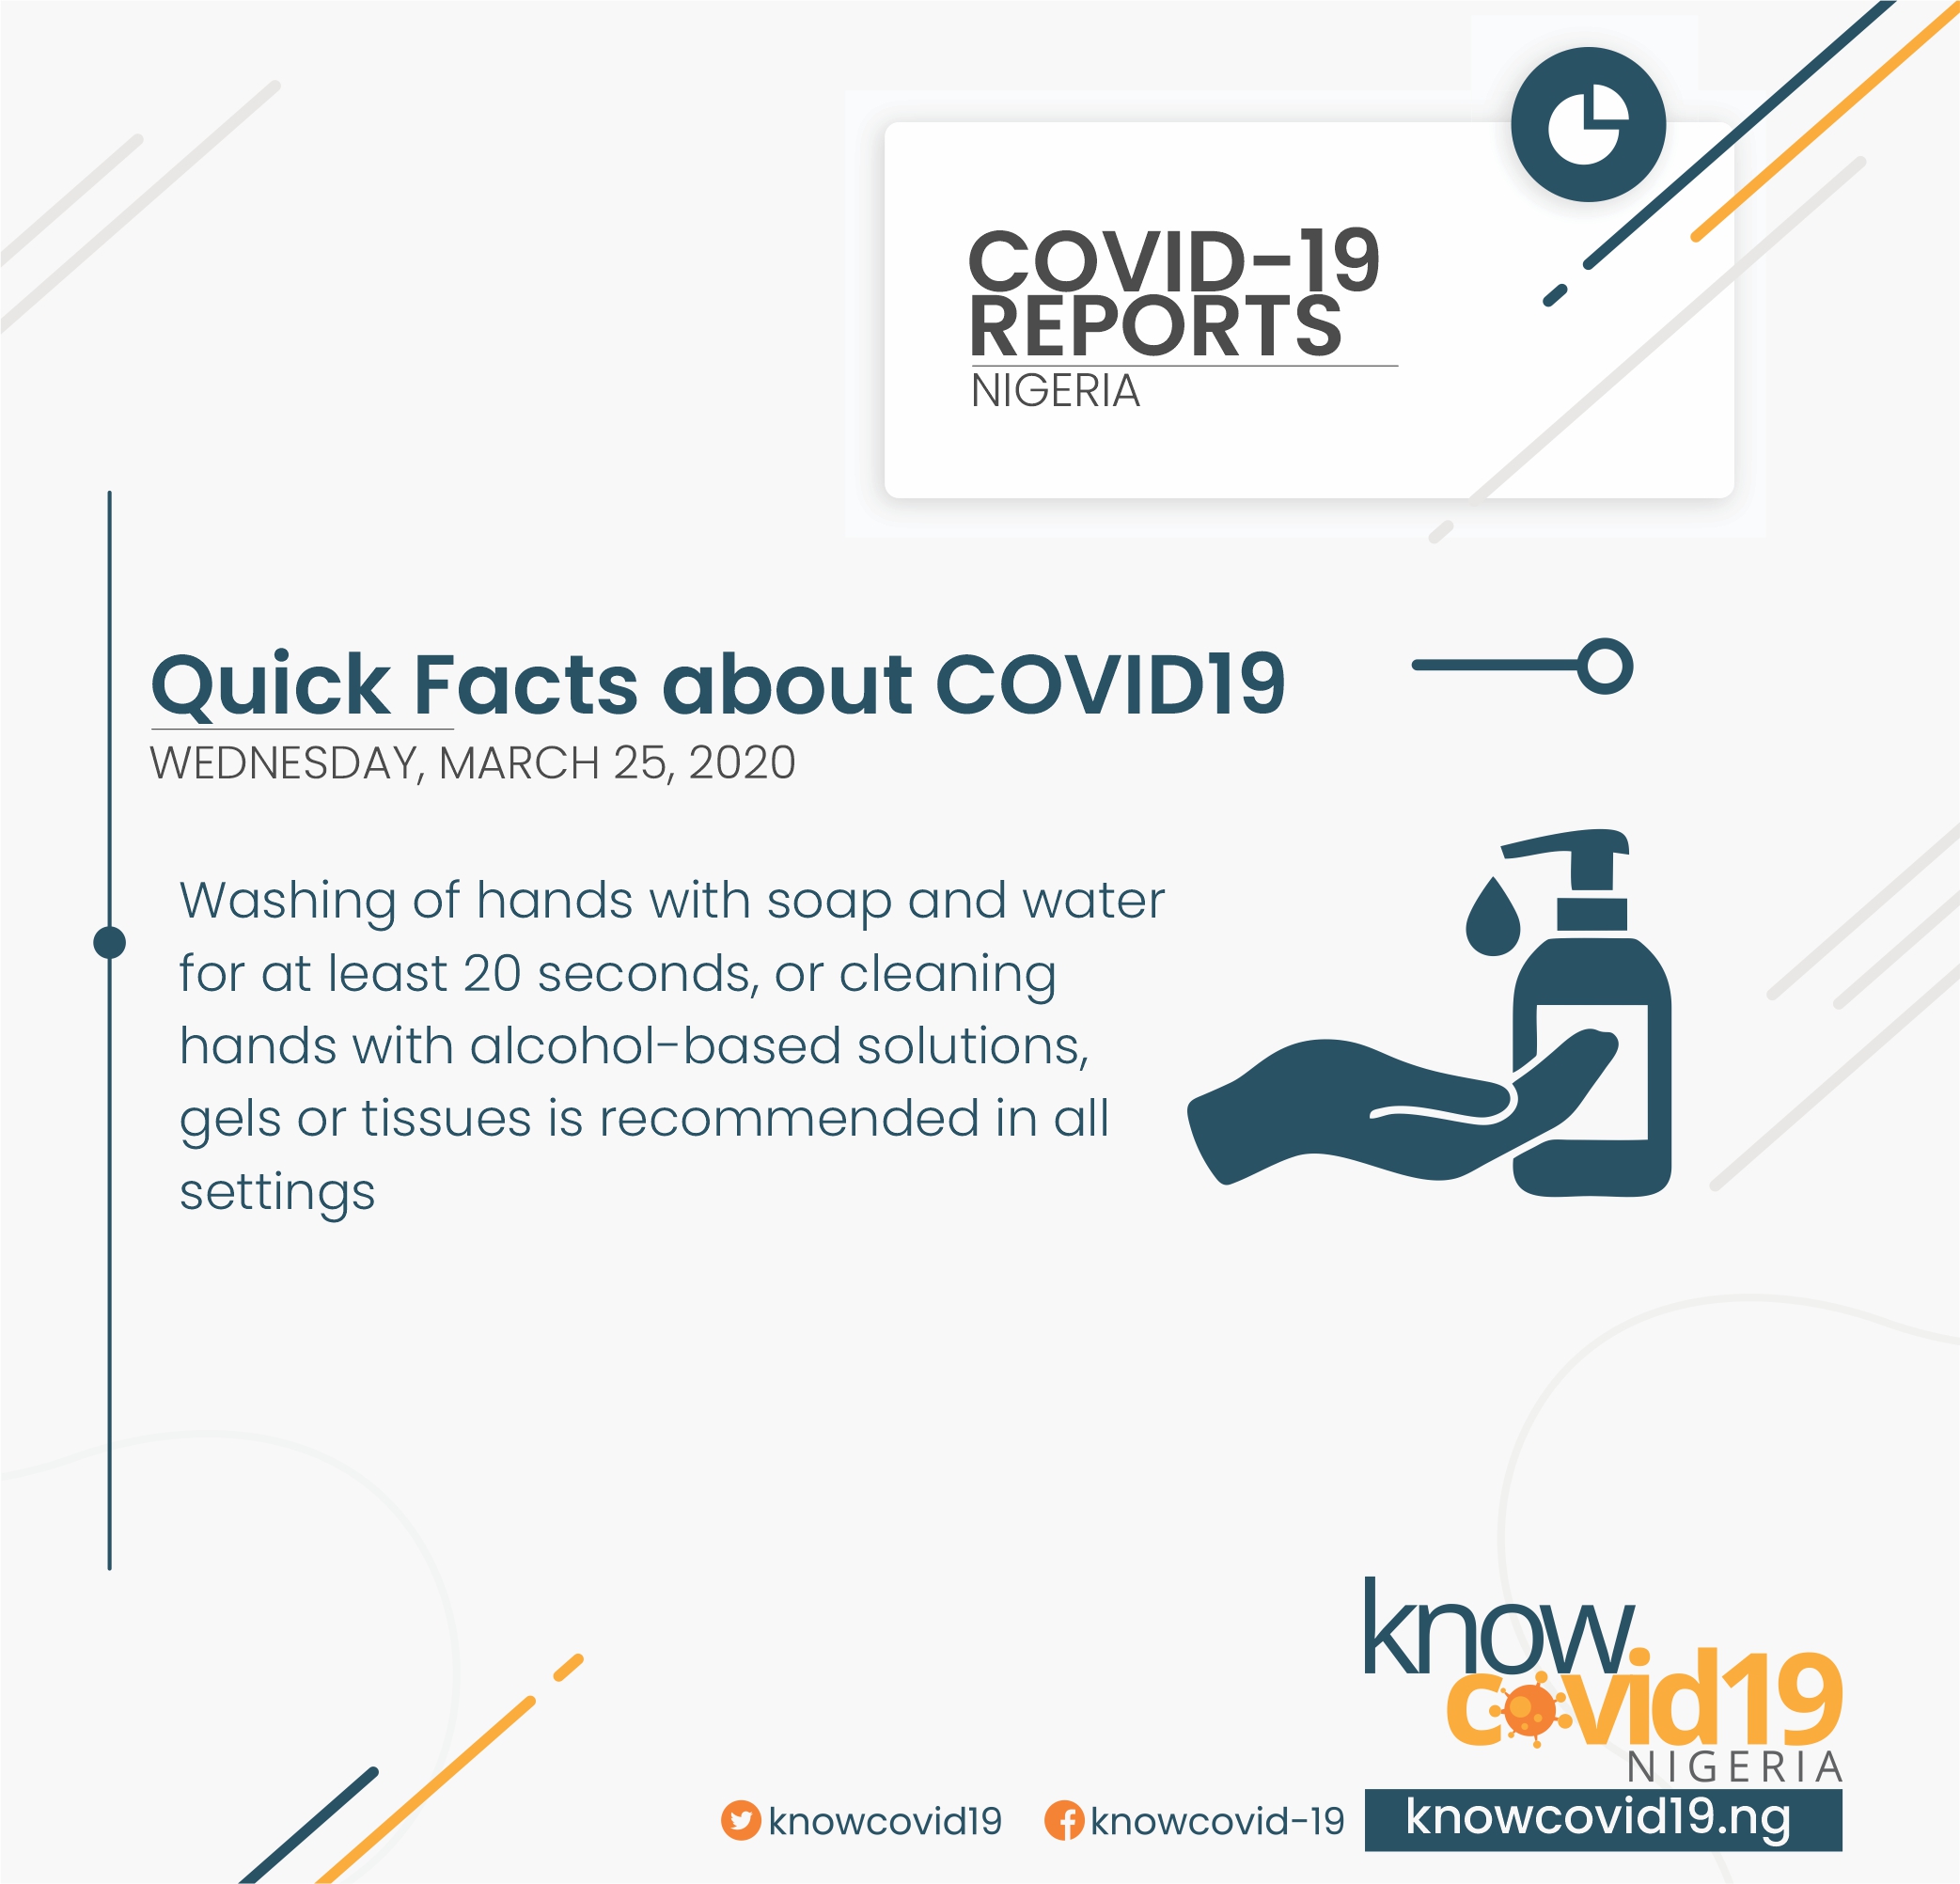 COVID-19
REPORTS
NIGERIA
Quick Facts about COVID19
WEDNESDAY, MARCH 25, 2020
Washing of hands with soap and water
for at least 20 seconds, or cleaning
hands with alcohol-based solutions,
gels or tissues is recommended in all
settings
know
covid19
NIGERIA
knowcovid19 knowcovid-19 knowcovid19.ng